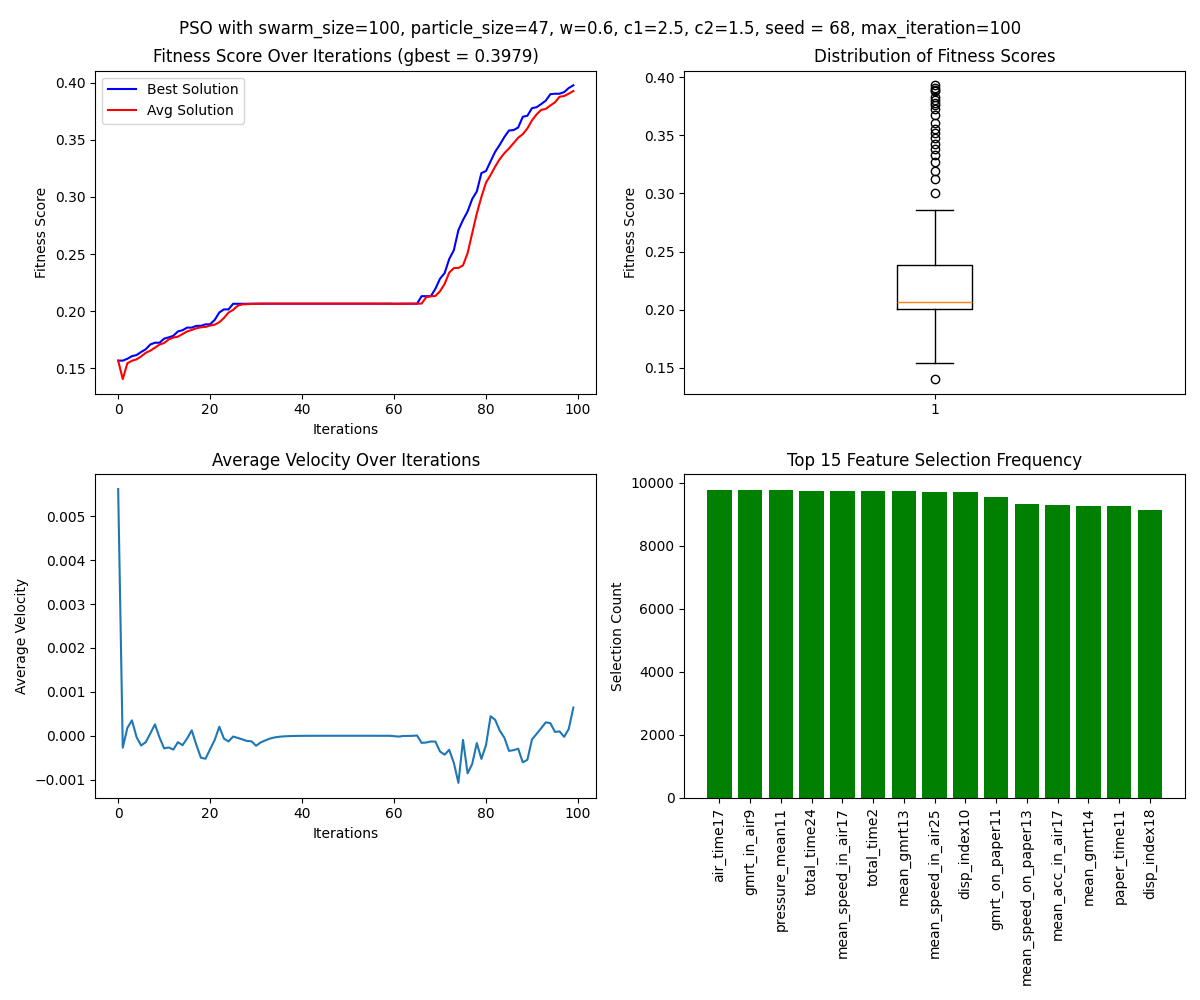 PSO with swarm_size=100, particle_size=47, w=0.6, c1=2.5, c2=1.5, seed = 68, max_iteration=100
Fitness Score Over Iterations (gbest = 0.3979)
Best Solution
Avg Solution
Fitness Score
0.40
0.35
0.30
0.25
0.20
0.15
0 20 40 60 80 100
Iterations
Distribution of Fitness Scores
Fitness Score
0.40
0.35
0.30
0.25
0.20
0.15
1
Average Velocity Over Iterations
Average Velocity
0.005
0.004
0.003
0.002
0.001
0.000
−0.001
0 20 40 60 80 100
Iterations
Top 15 Feature Selection Frequency
Selection Count
10000
8000
6000
4000
2000
0
air_time17
gmrt_in_air9
pressure_mean11
total_time24
mean_speed_in_air17
total_time2
mean_gmrt13
mean_speed_in_air25
disp_index10
gmrt_on_paper11
mean_speed_on_paper13
mean_acc_in_air17
mean_gmrt14
paper_time11
disp_index18